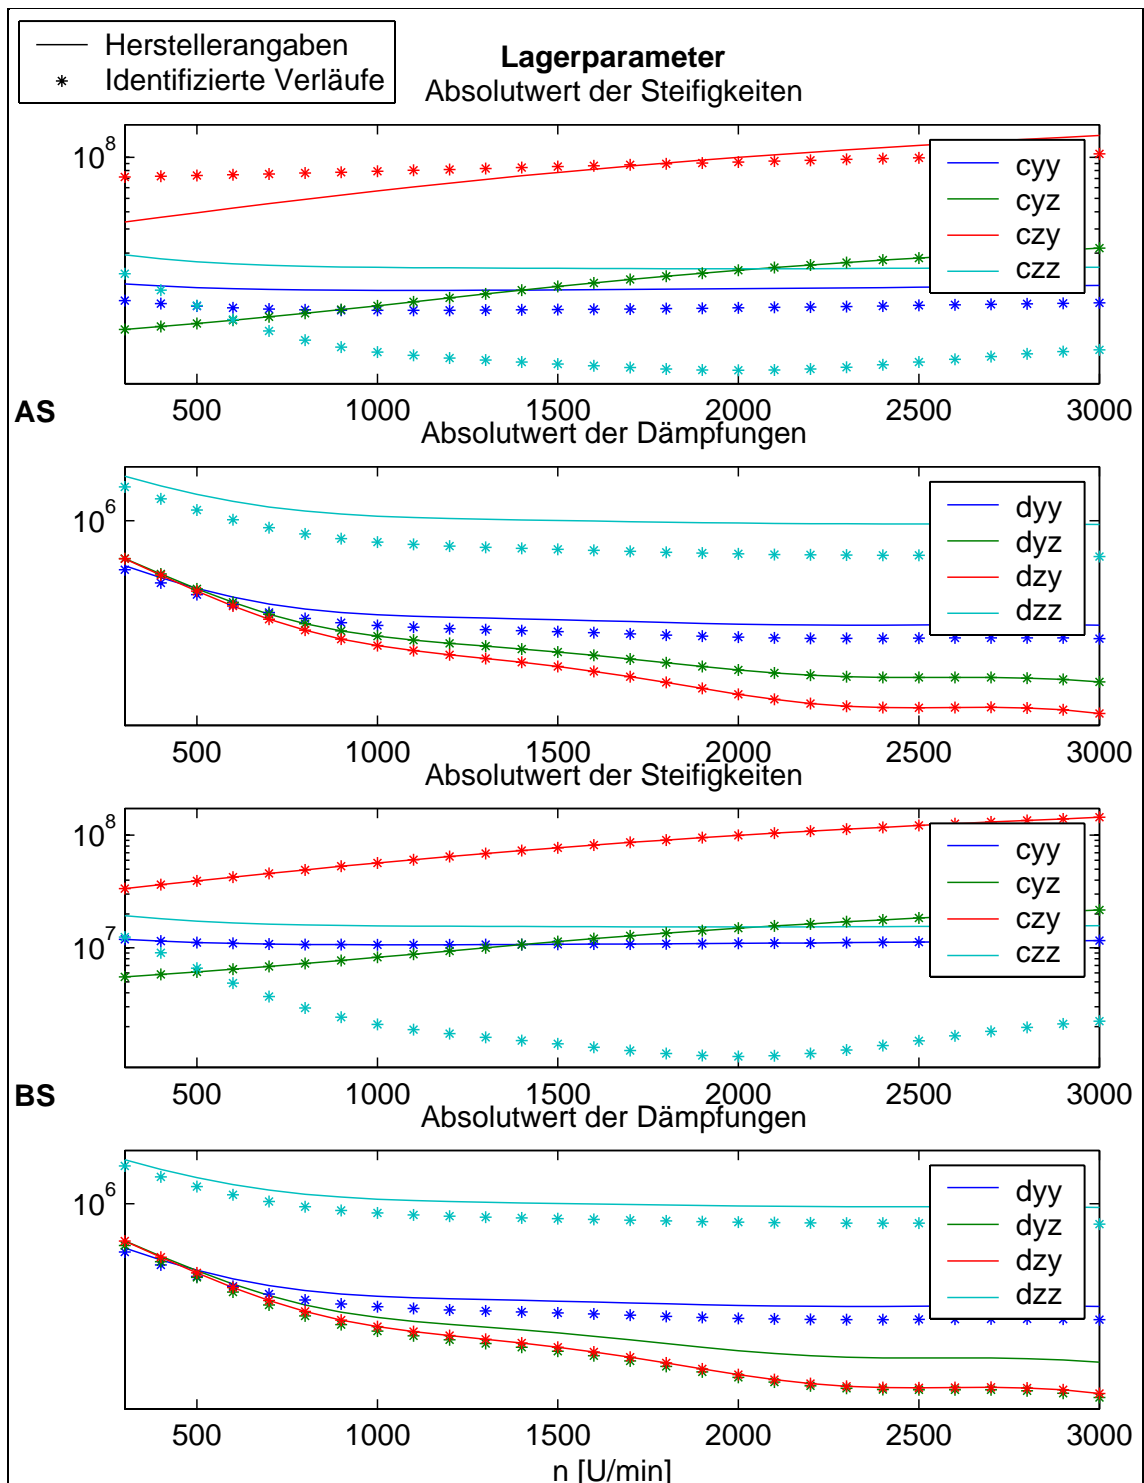 Herstellerangaben
Identifizierte Verläufe
Lagerparameter
Absolutwert der Steifigkeiten
10^8
cyy
cyz
czy
czz
500 1000 1500 2000 2500 3000
AS
Absolutwert der Dämpfungen
10^6
dyy
dyz
dzy
dzz
500 1000 1500 2000 2500 3000
Absolutwert der Steifigkeiten
10^8
10^7
cyy
cyz
czy
czz
500 1000 1500 2000 2500 3000
BS
Absolutwert der Dämpfungen
10^6
dyy
dyz
dzy
dzz
500 1000 1500 2000 2500 3000
n [U/min]